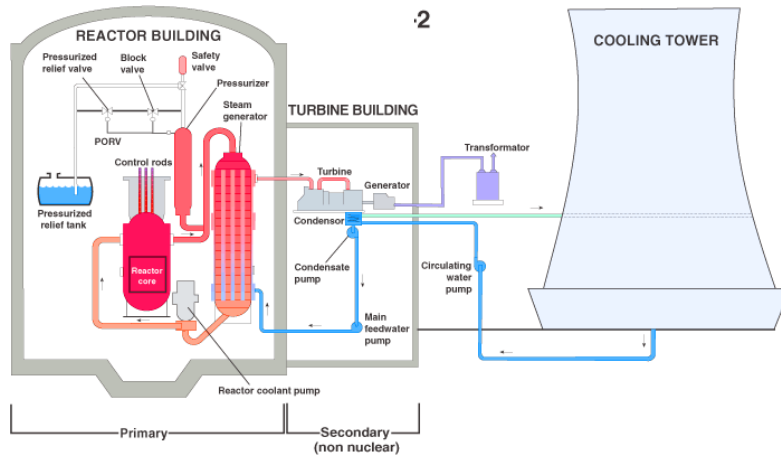 -2
REACTOR BUILDING
COOLING TOWER
Pressurized
relief valve
Block
valve
Safety
valve
Pressurizer
Steam
generator
TURBINE BUILDING
PORV
Control rods
Turbine
Generator
Transformator
Pressurized
relief tank
Condensor
Reactor
core
Condensate
pump
Circulating
water
pump
Main
feedwater
pump
Reactor coolant pump
Primary
Secondary
(non nuclear)